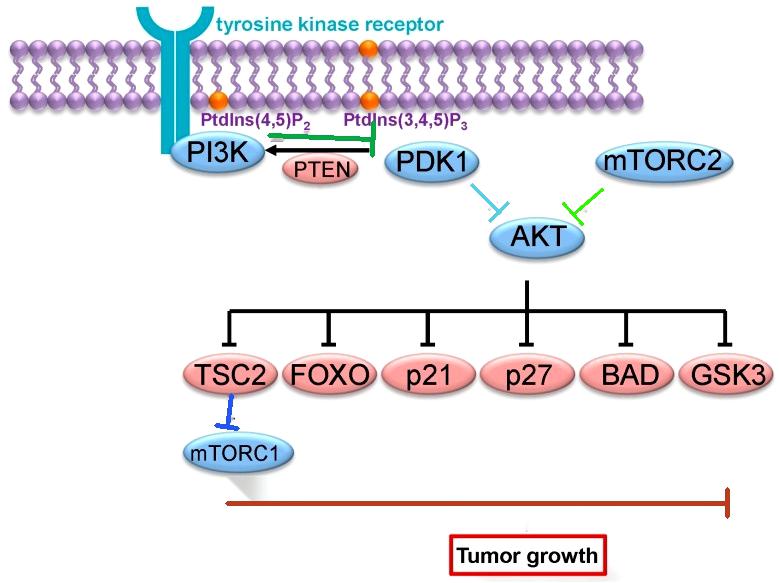 tyrosine kinase receptor
PtdIns(4,5)P2 PtdIns(3,4,5)P3
PI3K PTEN PDK1 mTORC2
AKT
TSC2 FOXO p21 p27 BAD GSK3
mTORC1
Tumor growth